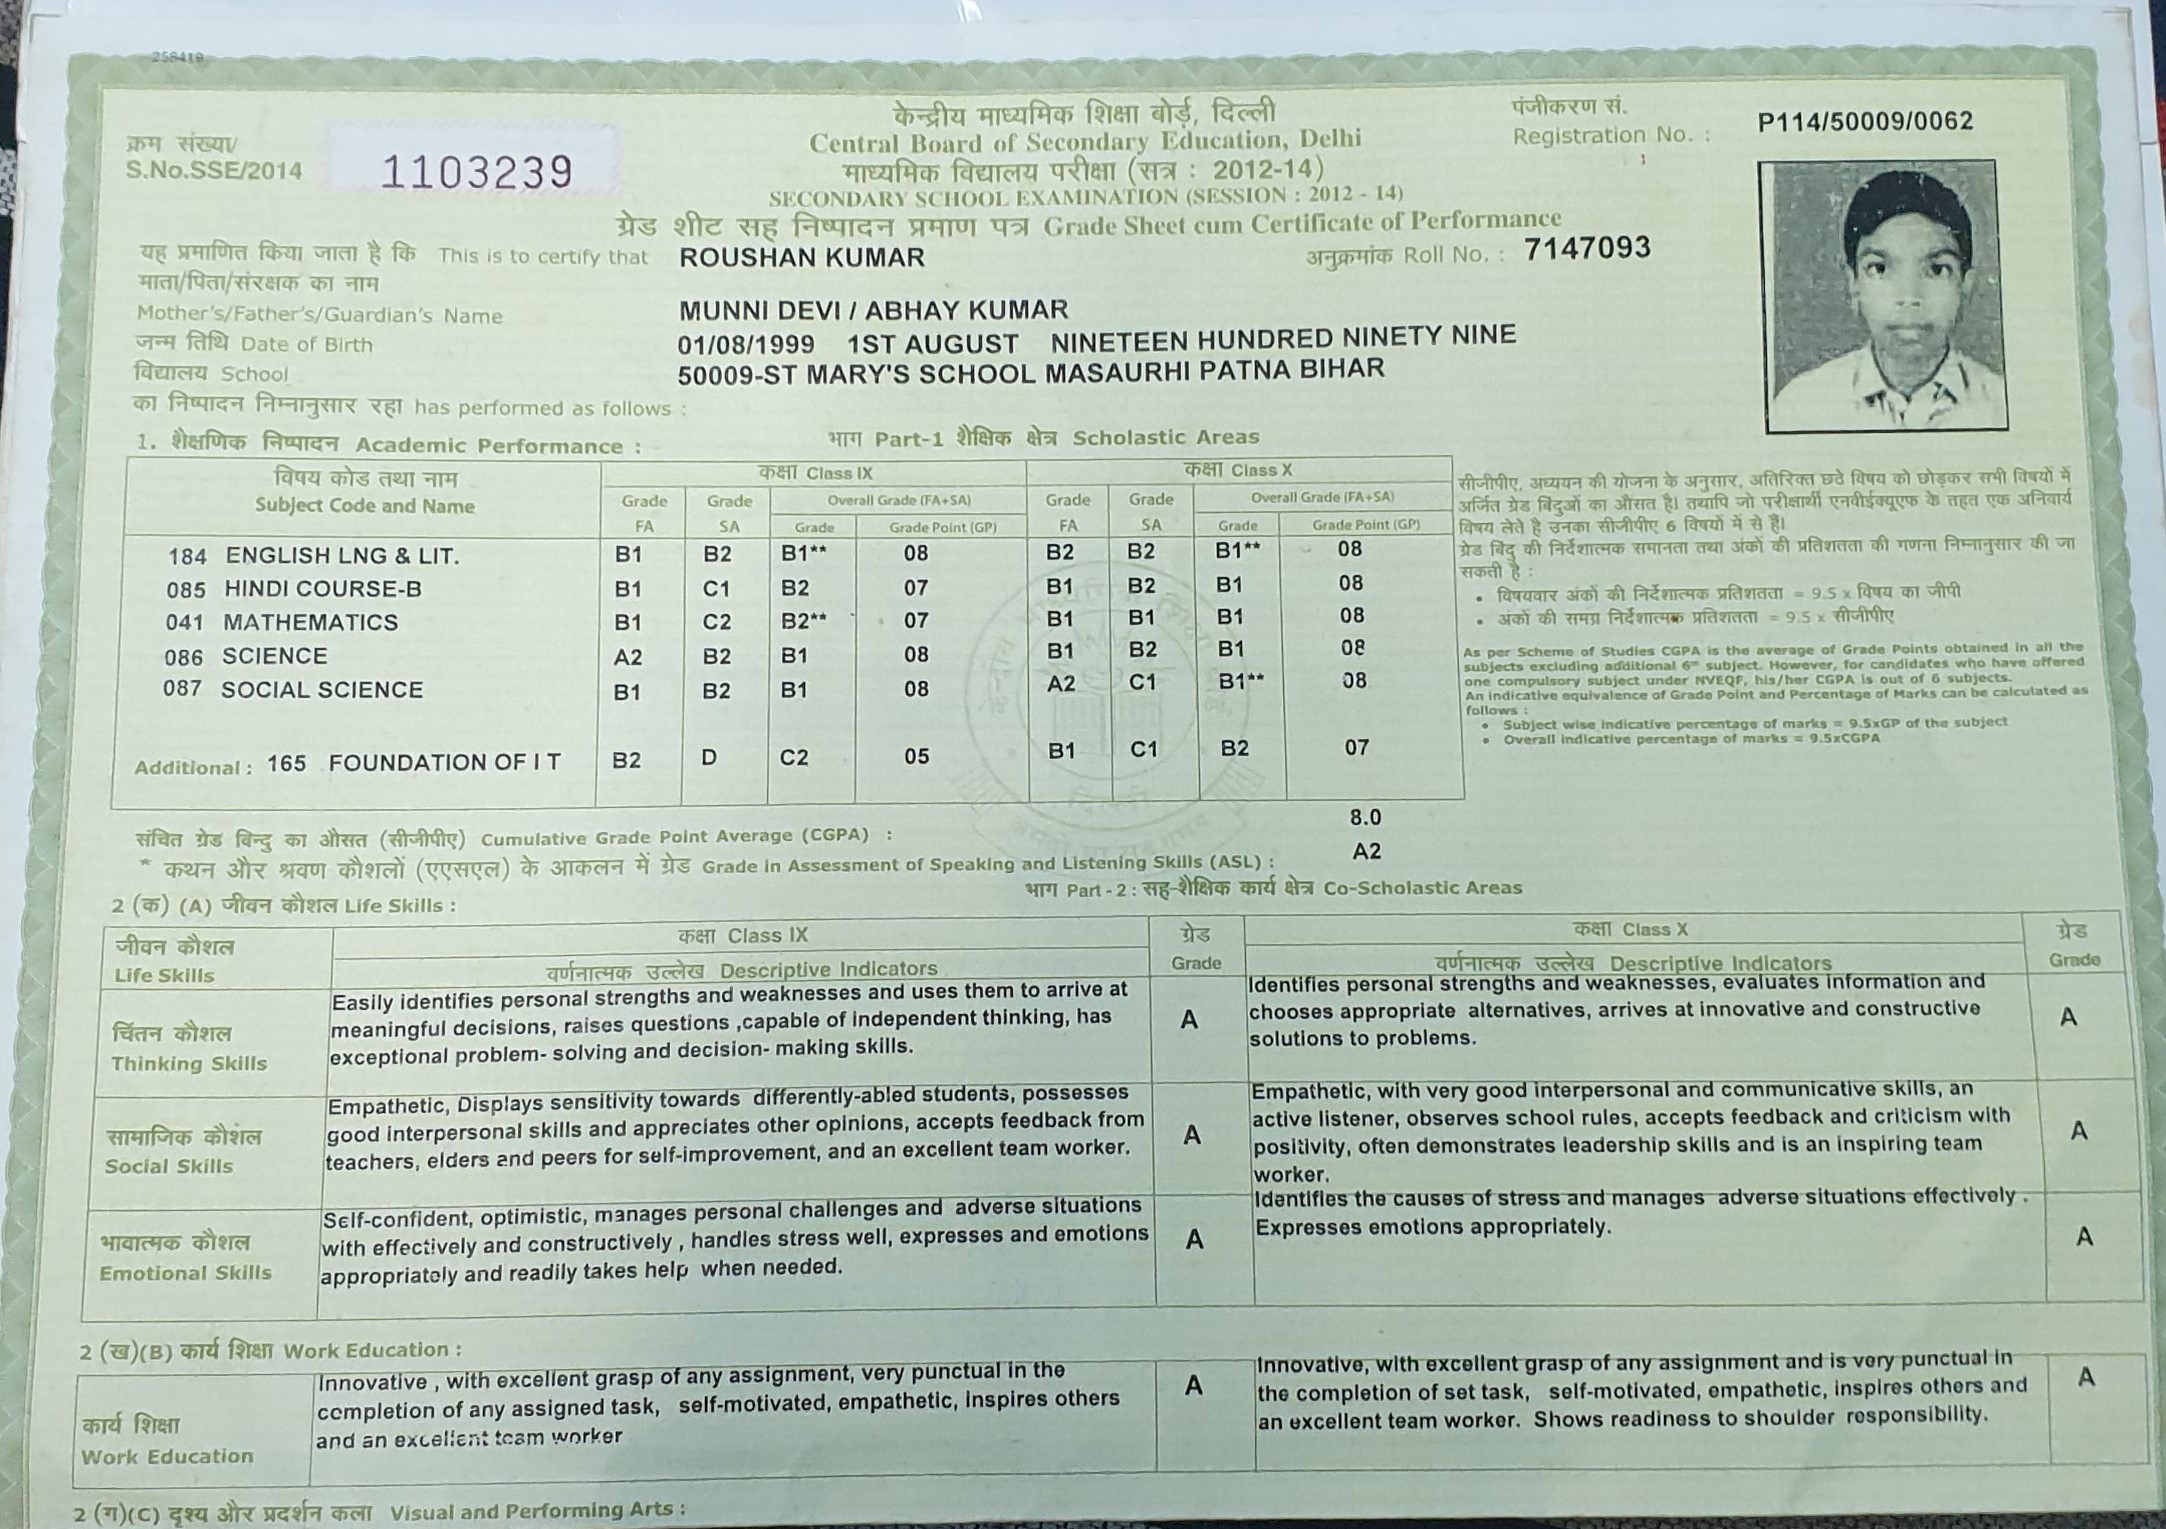 258419
क्रम संख्या/
S.No.SSE/2014
1103239
केन्द्रीय माध्यमिक शिक्षा बोर्ड, दिल्ली
Central Board of Secondary Education, Delhi
माध्यमिक विद्यालय परीक्षा (सत्र : 2012-14)
SECONDARY SCHOOL EXAMINATION (SESSION : 2012 - 14)
ग्रेड शीट सह निष्पादन प्रमाण पत्र Grade Sheet cum Certificate of Performance
पंजीकरण सं.
Registration No. : P114/50009/0062
यह प्रमाणित किया जाता है कि This is to certify that ROUSHAN KUMAR
अनुक्रमांक Roll No. : 7147093
माता/पिता/संरक्षक का नाम
Mother's/Father's/Guardian's Name MUNNI DEVI / ABHAY KUMAR
जन्म तिथि Date of Birth 01/08/1999 1ST AUGUST NINETEEN HUNDRED NINETY NINE
विद्यालय School 50009-ST MARY'S SCHOOL MASAURHI PATNA BIHAR
का निष्पादन निम्नानुसार रहा has performed as follows :
1. शैक्षणिक निष्पादन Academic Performance : भाग Part-1 शैक्षिक क्षेत्र Scholastic Areas
विषय कोड तथा नाम कक्षा Class IX कक्षा Class X
Subject Code and Name Grade Grade Overall Grade (FA+SA) Grade Grade Overall Grade (FA+SA)
FA SA Grade Grade Point (GP) FA SA Grade Grade Point (GP)
184 ENGLISH LNG & LIT. B1 B2 B1** 08 B2 B2 B1** 08
085 HINDI COURSE-B B1 C1 B2 07 B1 B2 B1 08
041 MATHEMATICS B1 C2 B2** 07 B1 B1 B1 08
086 SCIENCE A2 B2 B1 08 B1 B2 B1 08
087 SOCIAL SCIENCE B1 B2 B1 08 A2 C1 B1** 08
Additional : 165 FOUNDATION OF I T B2 D C2 05 B1 C1 B2 07
सीजीपीए, अध्ययन की योजना के अनुसार, अतिरिक्त छठे विषय को छोड़कर सभी विषयों में
अर्जित ग्रेड बिंदुओं का औसत है। तथापि जो परीक्षार्थी एनवीईक्यूएफ के तहत एक अनिवार्य
विषय लेते है उनका सीजीपीए 6 विषयों में से हैं।
ग्रेड बिंदु की निर्देशात्मक समानता तथा अंकों की प्रतिशतता की गणना निम्नानुसार की जा
सकती है :
• विषयवार अंकों की निर्देशात्मक प्रतिशतता = 9.5 x विषय का जीपी
• अंकों की समग्र निर्देशात्मक प्रतिशतता = 9.5 x सीजीपीए
As per Scheme of Studies CGPA is the average of Grade Points obtained in all the
subjects excluding additional 6th subject. However, for candidates who have offered
one compulsory subject under NVEQF, his/her CGPA is out of 6 subjects.
An indicative equivalence of Grade Point and Percentage of Marks can be calculated as
follows :
• Subject wise indicative percentage of marks = 9.5xGP of the subject
• Overall indicative percentage of marks = 9.5xCGPA
संचित ग्रेड बिन्दु का औसत (सीजीपीए) Cumulative Grade Point Average (CGPA) : 8.0
* कथन और श्रवण कौशलों (एएसएल) के आकलन में ग्रेड Grade in Assessment of Speaking and Listening Skills (ASL) : A2
भाग Part - 2 : सह-शैक्षिक कार्य क्षेत्र Co-Scholastic Areas
2 (क) (A) जीवन कौशल Life Skills :
जीवन कौशल कक्षा Class IX ग्रेड कक्षा Class X ग्रेड
Life Skills वर्णनात्मक उल्लेख Descriptive Indicators Grade वर्णनात्मक उल्लेख Descriptive Indicators Grade
चिंतन कौशल
Thinking Skills
Easily identifies personal strengths and weaknesses and uses them to arrive at
meaningful decisions, raises questions ,capable of independent thinking, has
exceptional problem- solving and decision- making skills.
A
Identifies personal strengths and weaknesses, evaluates information and
chooses appropriate alternatives, arrives at innovative and constructive
solutions to problems.
A
सामाजिक कौशल
Social Skills
Empathetic, Displays sensitivity towards differently-abled students, possesses
good interpersonal skills and appreciates other opinions, accepts feedback from
teachers, elders and peers for self-improvement, and an excellent team worker.
A
Empathetic, with very good interpersonal and communicative skills, an
active listener, observes school rules, accepts feedback and criticism with
positivity, often demonstrates leadership skills and is an inspiring team
worker.
A
भावात्मक कौशल
Emotional Skills
Self-confident, optimistic, manages personal challenges and adverse situations
with effectively and constructively , handles stress well, expresses and emotions
appropriately and readily takes help when needed.
A
Identifies the causes of stress and manages adverse situations effectively .
Expresses emotions appropriately.
A
2 (ख)(B) कार्य शिक्षा Work Education :
कार्य शिक्षा
Work Education
Innovative , with excellent grasp of any assignment, very punctual in the
completion of any assigned task, self-motivated, empathetic, inspires others
and an excellent team worker
A
Innovative, with excellent grasp of any assignment and is very punctual in
the completion of set task, self-motivated, empathetic, inspires others and
an excellent team worker. Shows readiness to shoulder responsibility.
A
2 (ग)(C) दृश्य और प्रदर्शन कला Visual and Performing Arts :